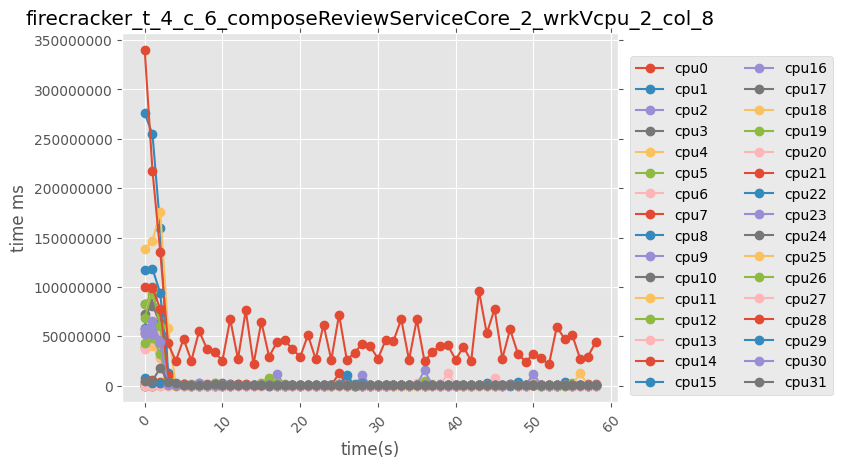 firecracker_t_4_c_6_composeReviewServiceCore_2_wrkVcpu_2_col_8
350000000
300000000
250000000
200000000
150000000
100000000
50000000
0
time ms
0
10
20
30
40
50
60
time(s)
cpu0
cpu1
cpu2
cpu3
cpu4
cpu5
cpu6
cpu7
cpu8
cpu9
cpu10
cpu11
cpu12
cpu13
cpu14
cpu15
cpu16
cpu17
cpu18
cpu19
cpu20
cpu21
cpu22
cpu23
cpu24
cpu25
cpu26
cpu27
cpu28
cpu29
cpu30
cpu31